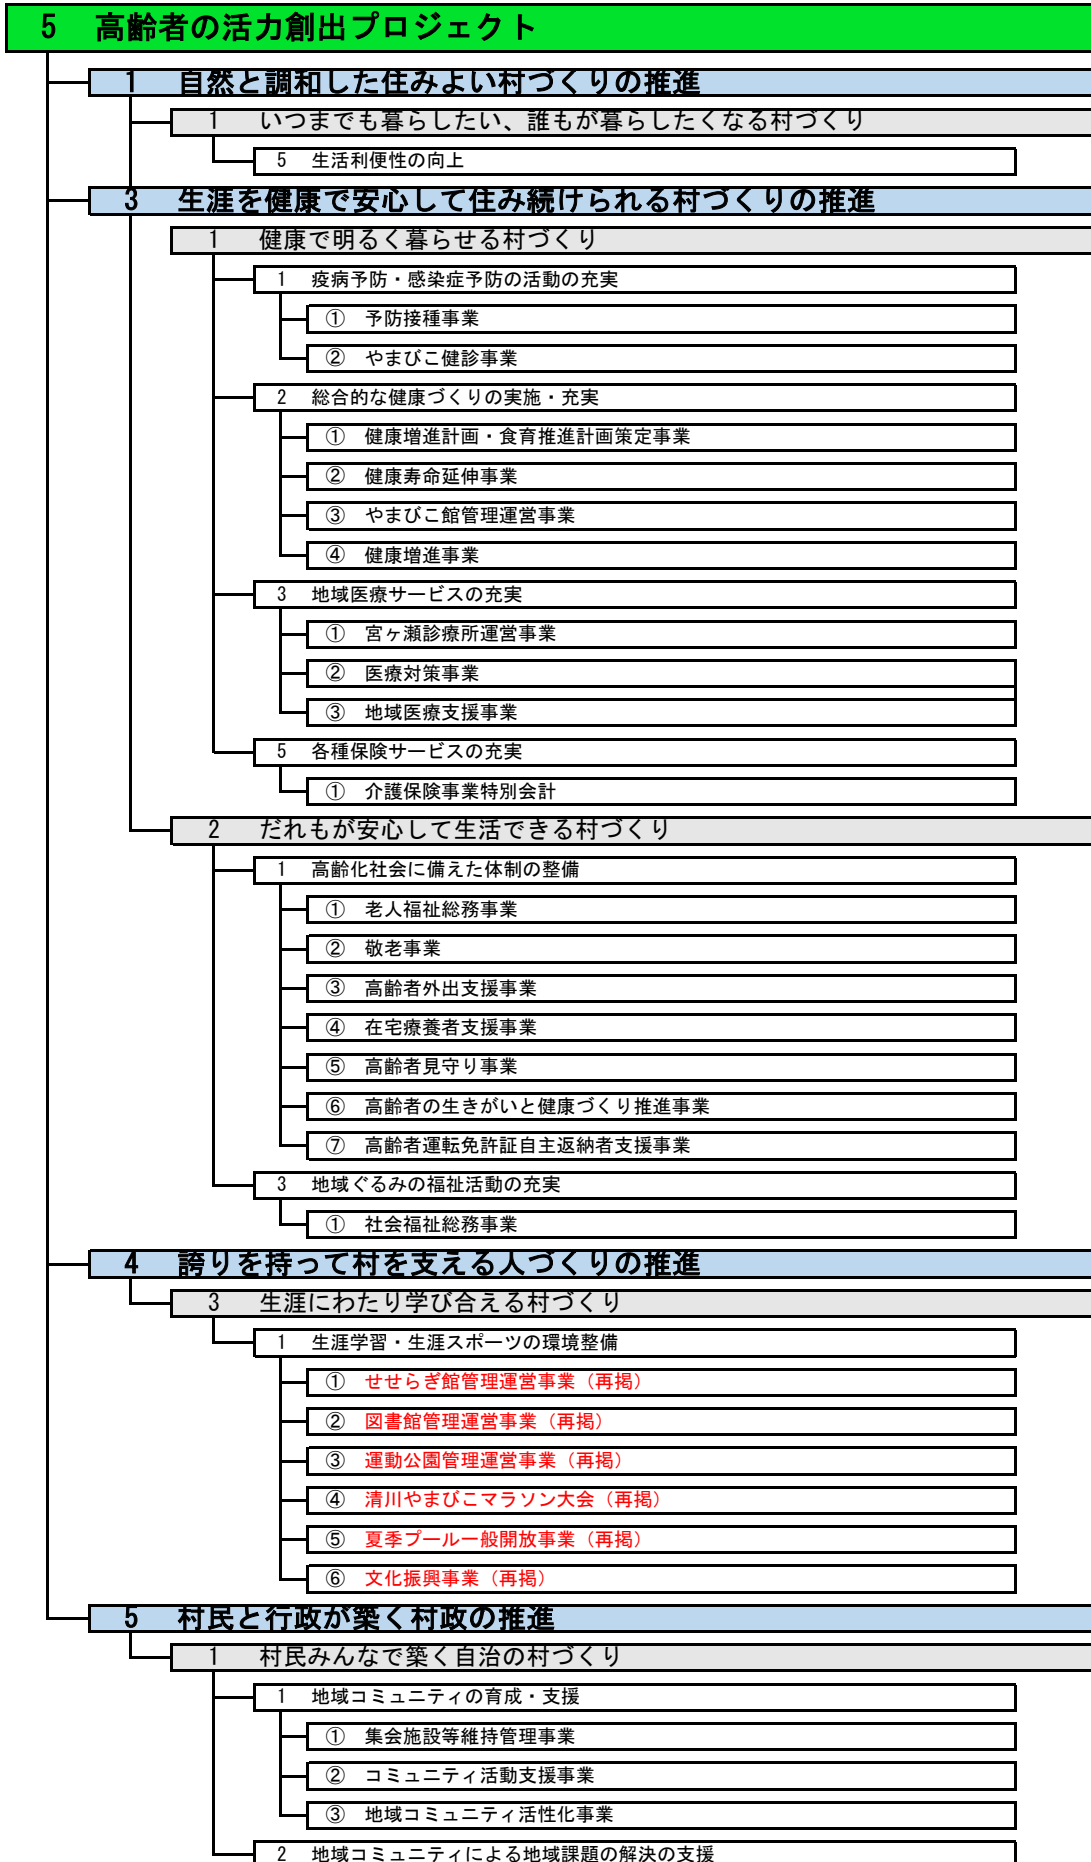 5 高齢者の活力創出プロジェクト
1 自然と調和した住みよい村づくりの推進
1 いつまでも暮らしたい、誰もが暮らしたくなる村づくり
5 生活利便性の向上
3 生涯を健康で安心して住み続けられる村づくりの推進
1 健康で明るく暮らせる村づくり
1 疫病予防・感染症予防の活動の充実
① 予防接種事業
② やまびこ健診事業
2 総合的な健康づくりの実施・充実
① 健康増進計画・食育推進計画策定事業
② 健康寿命延伸事業
③ やまびこ館管理運営事業
④ 健康増進事業
3 地域医療サービスの充実
① 宮ヶ瀬診療所運営事業
② 医療対策事業
③ 地域医療支援事業
5 各種保険サービスの充実
① 介護保険事業特別会計
2 だれもが安心して生活できる村づくり
1 高齢化社会に備えた体制の整備
① 老人福祉総務事業
② 敬老事業
③ 高齢者外出支援事業
④ 在宅療養者支援事業
⑤ 高齢者見守り事業
⑥ 高齢者の生きがいと健康づくり推進事業
⑦ 高齢者運転免許証自主返納者支援事業
3 地域ぐるみの福祉活動の充実
① 社会福祉総務事業
4 誇りを持って村を支える人づくりの推進
3 生涯にわたり学び合える村づくり
1 生涯学習・生涯スポーツの環境整備
① せせらぎ館管理運営事業（再掲）
② 図書館管理運営事業（再掲）
③ 運動公園管理運営事業（再掲）
④ 清川やまびこマラソン大会（再掲）
⑤ 夏季プール一般開放事業（再掲）
⑥ 文化振興事業（再掲）
5 村民と行政が築く村政の推進
1 村民みんなで築く自治の村づくり
1 地域コミュニティの育成・支援
① 集会施設等維持管理事業
② コミュニティ活動支援事業
③ 地域コミュニティ活性化事業
2 地域コミュニティによる地域課題の解決の支援